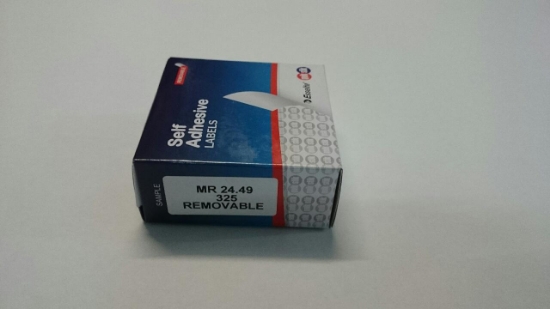 Self
Adhesive
LABELS
SAMPLE
MR 24.49
325
REMOVABLE